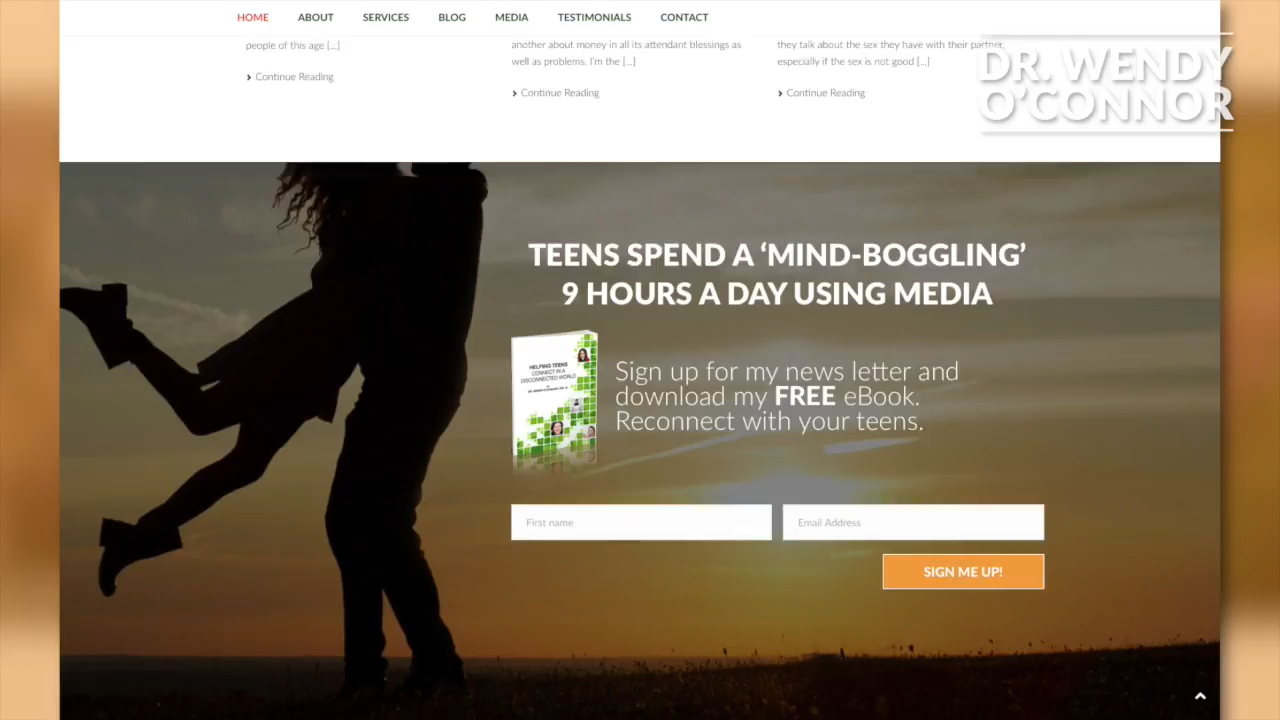 HOME ABOUT SERVICES BLOG MEDIA TESTIMONIALS CONTACT
people of this age [...]
Continue Reading
another about money in all its attendant blessings as
well as problems. I'm the [...]
Continue Reading
they talk about the sex they have with their partner,
especially if the sex is not good [...]
Continue Reading
DR. WENDY
O'CONNOR
TEENS SPEND A ‘MIND-BOGGLING’
9 HOURS A DAY USING MEDIA
HELPING TEENS
CONNECT IN A
DISCONNECTED WORLD
Sign up for my news letter and
download my FREE eBook.
Reconnect with your teens.
First name
Email Address
SIGN ME UP!